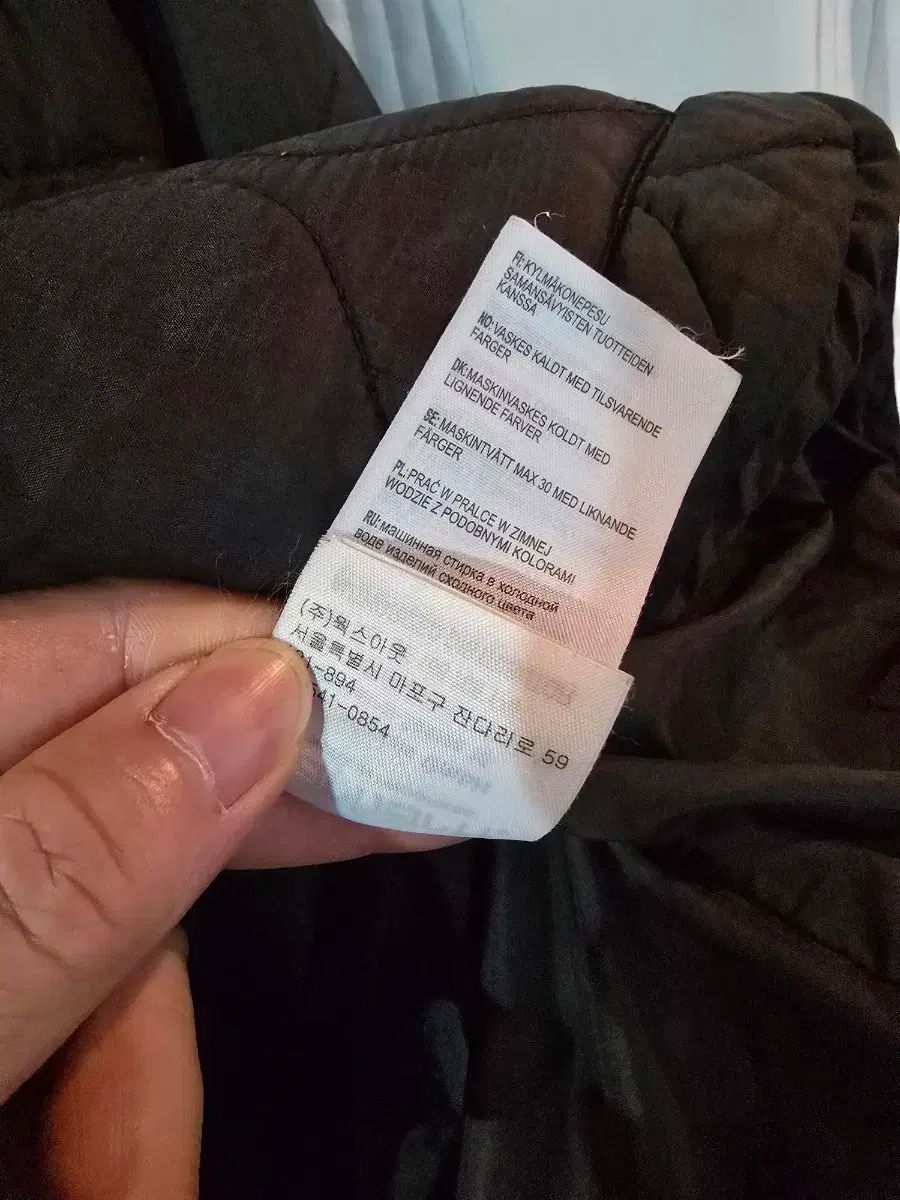 FI:KYLMÄKONEPESU
SAMANSÄVYISTEN TUOTTEIDEN
KANSSA
NO:VASKES KALDT MED TILSVARENDE
FARGER
DK:MASKINVASKES KOLDT MED
LIGNENDE FARVER
SE:MASKINTVÄTT MAX 30 MED LIKNANDE
FÄRGER
PL:PRAĆ W PRALCE W ZIMNEJ
WODZIE Z PODOBNYMI KOLORAMI
RU:машинная стирка в холодной
воде изделий сходного цвета
(주)웍스아웃
서울특별시 마포구 잔다리로 59
-894
41-0854